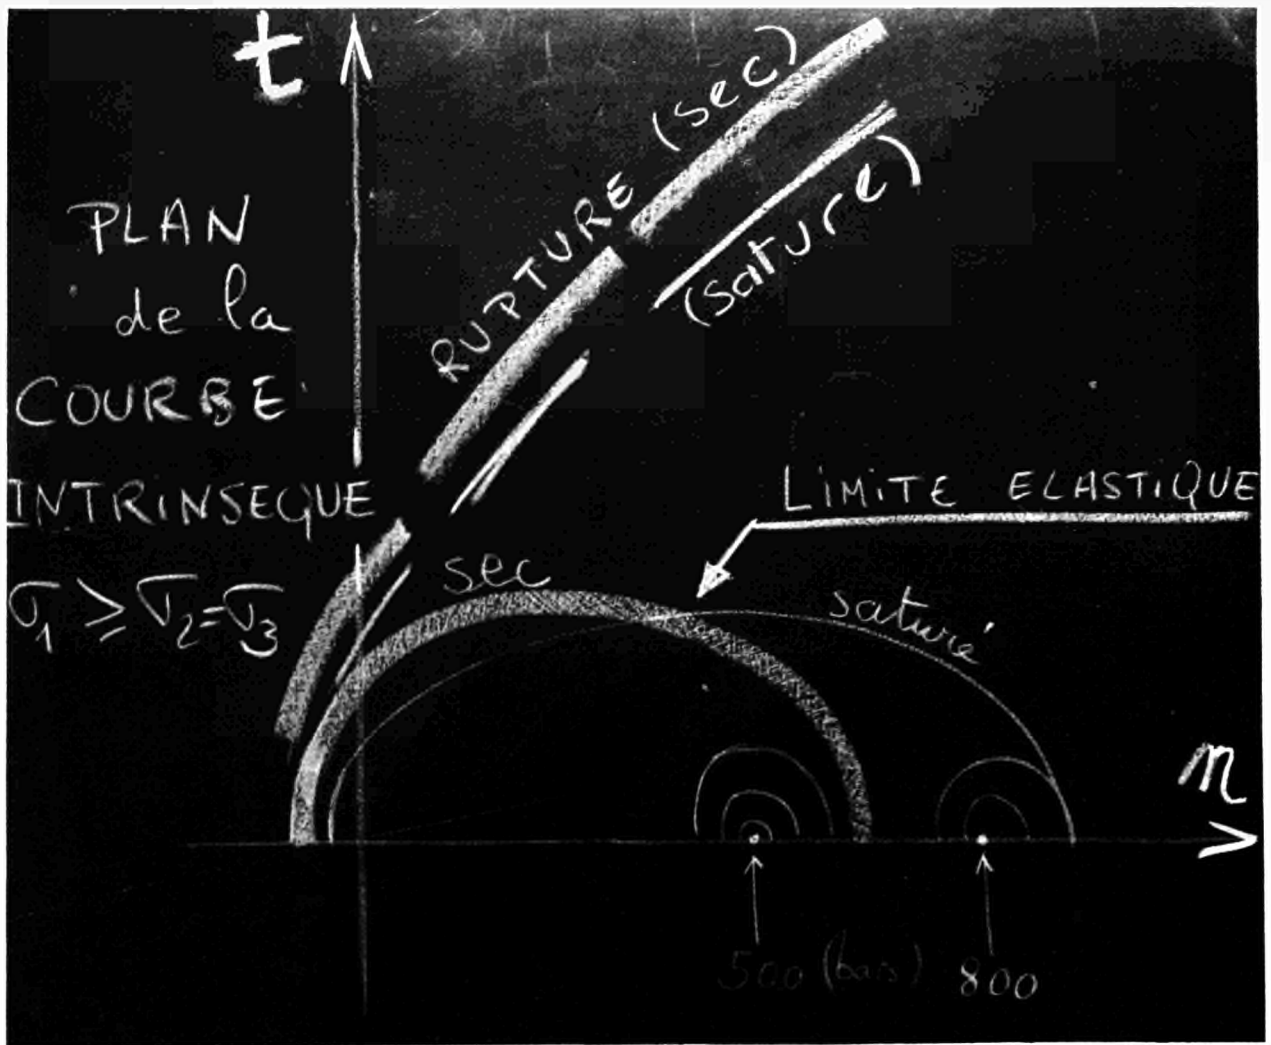 t
PLAN
de la
COURBE
INTRINSEQUE
σ₁ ≥ σ₂=σ₃
RUPTURE (sec)
(saturé)
LIMITE ELASTIQUE
sec
saturé
n
500 (bars) 800